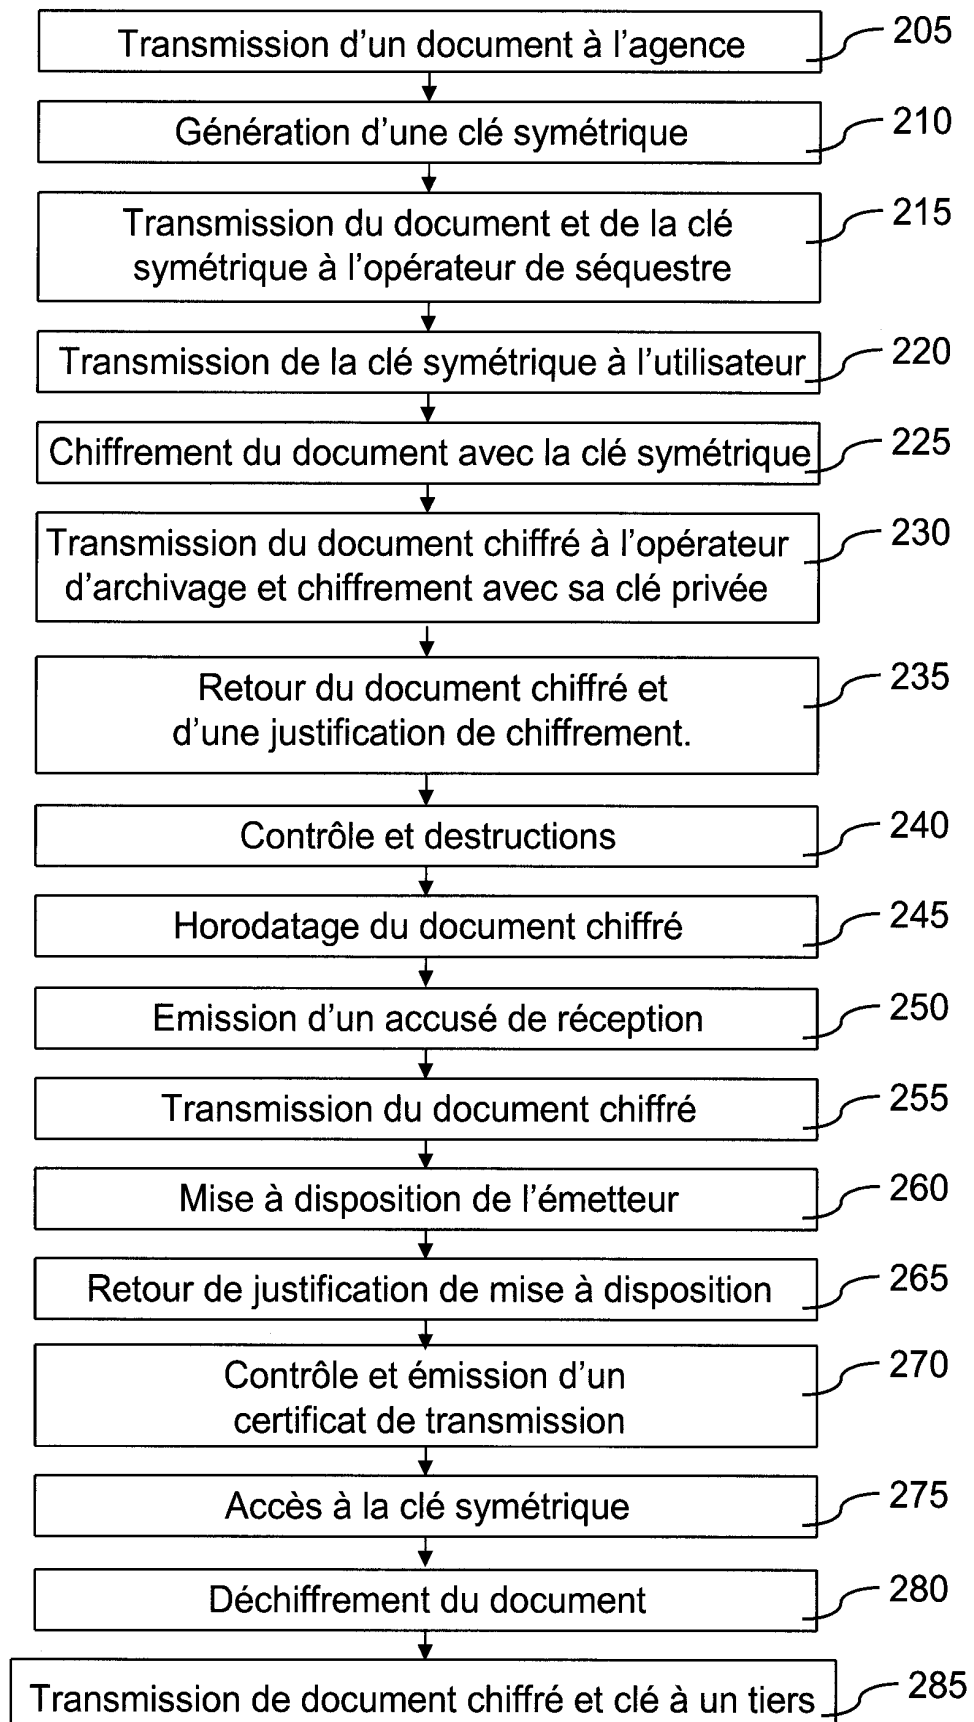 Transmission d'un document à l'agence 205
Génération d'une clé symétrique 210
Transmission du document et de la clé 215
symétrique à l'opérateur de séquestre
Transmission de la clé symétrique à l'utilisateur 220
Chiffrement du document avec la clé symétrique 225
Transmission du document chiffré à l'opérateur 230
d'archivage et chiffrement avec sa clé privée
Retour du document chiffré et 235
d'une justification de chiffrement.
Contrôle et destructions 240
Horodatage du document chiffré 245
Emission d'un accusé de réception 250
Transmission du document chiffré 255
Mise à disposition de l'émetteur 260
Retour de justification de mise à disposition 265
Contrôle et émission d'un 270
certificat de transmission
Accès à la clé symétrique 275
Déchiffrement du document 280
Transmission de document chiffré et clé à un tiers 285